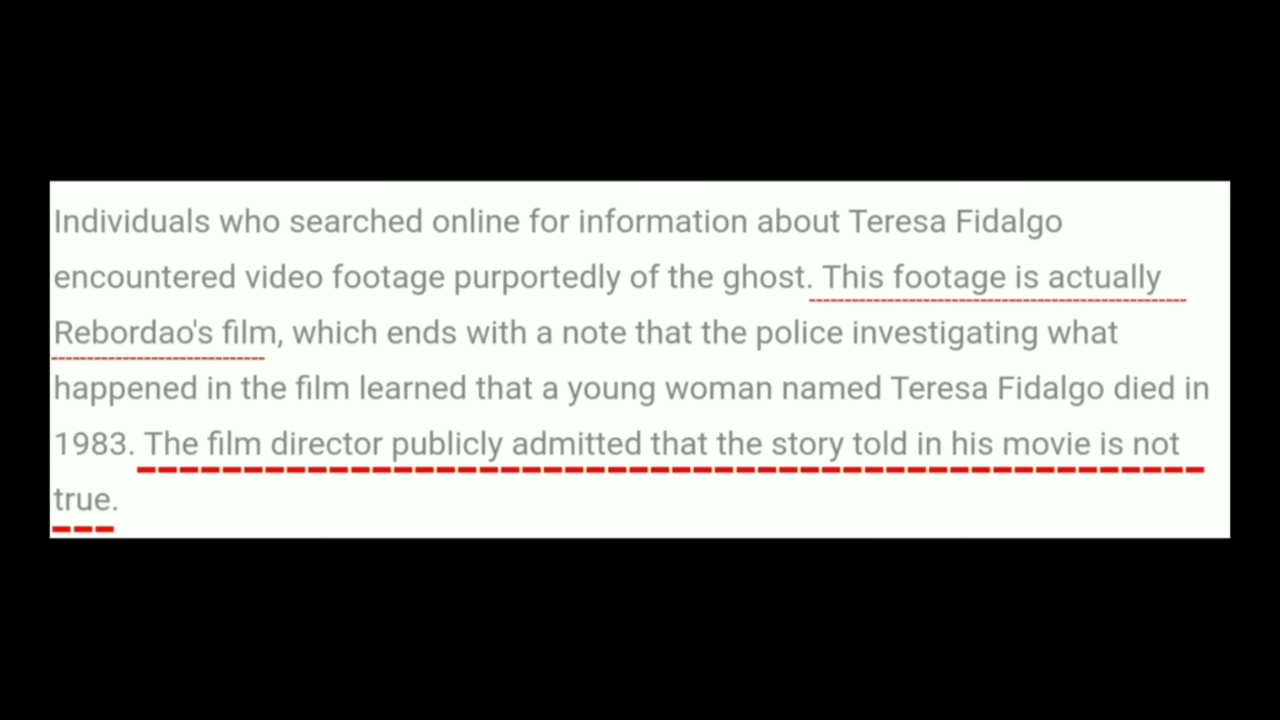 Individuals who searched online for information about Teresa Fidalgo
encountered video footage purportedly of the ghost. This footage is actually
Rebordao's film, which ends with a note that the police investigating what
happened in the film learned that a young woman named Teresa Fidalgo died in
1983. The film director publicly admitted that the story told in his movie is not
true.